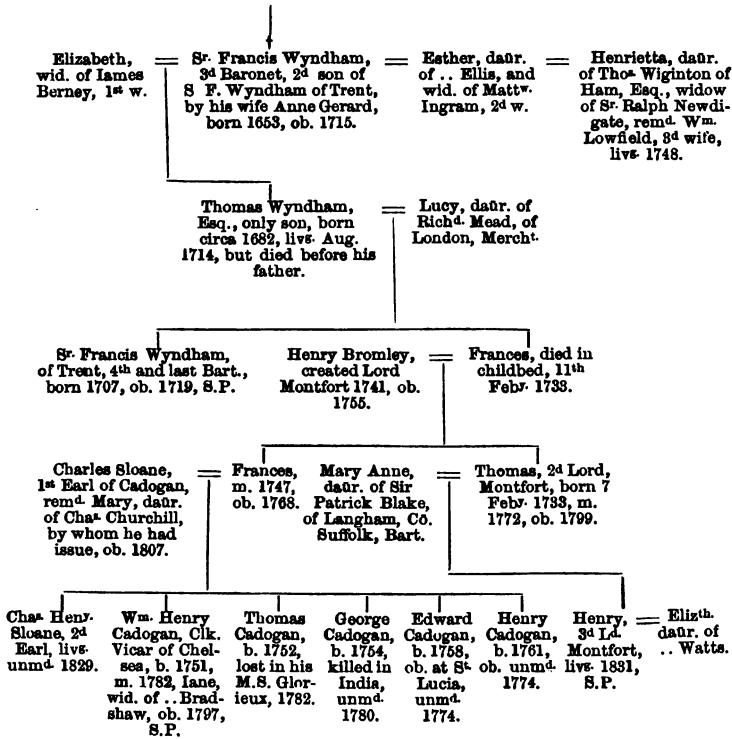 Elizabeth,
wid. of Iames
Berney, 1st w.
=
Sr. Francis Wyndham,
3d Baronet, 2d son of
S F. Wyndham of Trent,
by his wife Anne Gerard,
born 1653, ob. 1715.
=
Esther, daūr.
of .. Ellis, and
wid. of Mattw.
Ingram, 2d w.
=
Henrietta, daūr.
of Thos. Wiginton of
Ham, Esq., widow
of Sr. Ralph Newdi-
gate, remd. Wm.
Lowfield, 3d wife,
livg. 1748.
Thomas Wyndham,
Esq., only son, born
circa 1682, livg. Aug.
1714, but died before his
father.
=
Lucy, daūr. of
Richd. Mead, of
London, Mercht.
Sr. Francis Wyndham,
of Trent, 4th and last Bart.,
born 1707, ob. 1719, S.P.
Henry Bromley,
created Lord
Montfort 1741, ob.
1755.
=
Frances, died in
childbed, 11th
Feby. 1733.
Charles Sloane,
1st Earl of Cadogan,
remd. Mary, daūr.
of Chas. Churchill,
by whom he had
issue, ob. 1807.
=
Frances,
m. 1747,
ob. 1768.
Mary Anne,
daūr. of Sir
Patrick Blake,
of Langham, Cō.
Suffolk, Bart.
=
Thomas, 2d Lord,
Montfort, born 7
Feby. 1733, m.
1772, ob. 1799.
Chas. Heny.
Sloane, 2d
Earl, livg.
unmd. 1829.
Wm. Henry
Cadogan, Clk.
Vicar of Chel-
sea, b. 1751,
m. 1782, Iane,
wid. of .. Brad-
shaw, ob. 1797,
S.P.
Thomas
Cadogan,
b. 1752,
lost in his
M.S. Glor-
ieux, 1782.
George
Cadogan,
b. 1754,
killed in
India,
unmd.
1780.
Edward
Cadogan,
b. 1758,
ob. at St.
Lucia,
unmd.
1774.
Henry
Cadogan,
b. 1761,
ob. unmd.
1774.
Henry,
3d Ld.
Montfort,
livg. 1831,
S.P.
=
Elizth.
daūr. of
.. Watts.